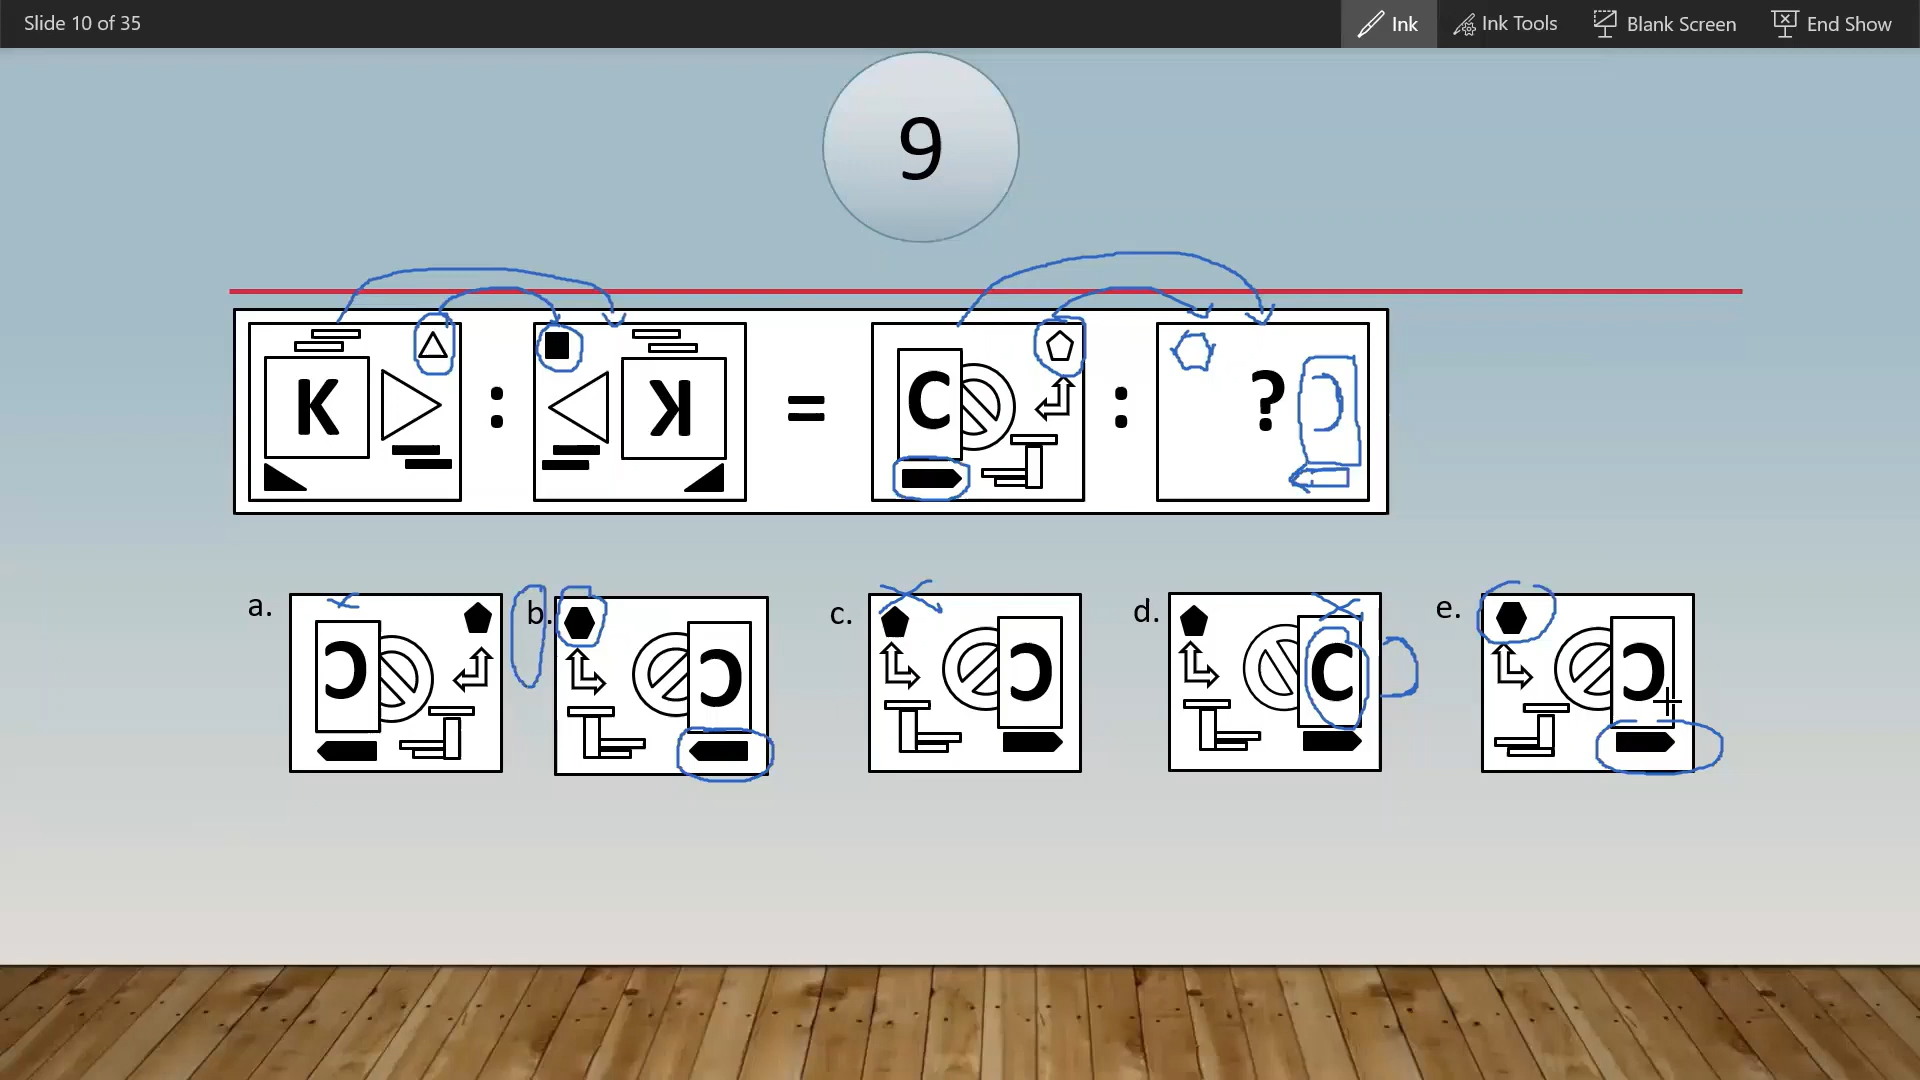 Slide 10 of 35
Ink
Ink Tools
Blank Screen
End Show
9
K
:
K
=
C
:
?
a.
b.
c.
d.
e.
C
C
C
C
C